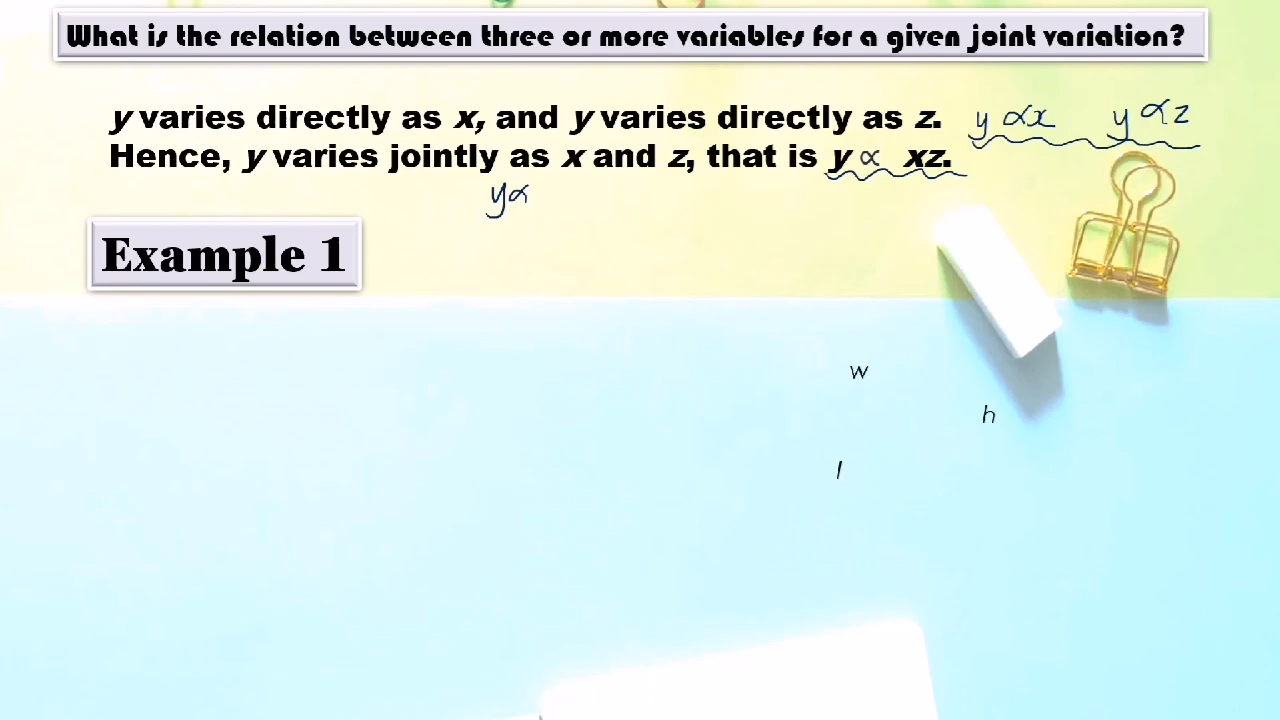 What is the relation between three or more variables for a given joint variation?
y varies directly as x, and y varies directly as z. y ∝ x y ∝ z
Hence, y varies jointly as x and z, that is y ∝ xz.
y ∝
Example 1
w
h
l